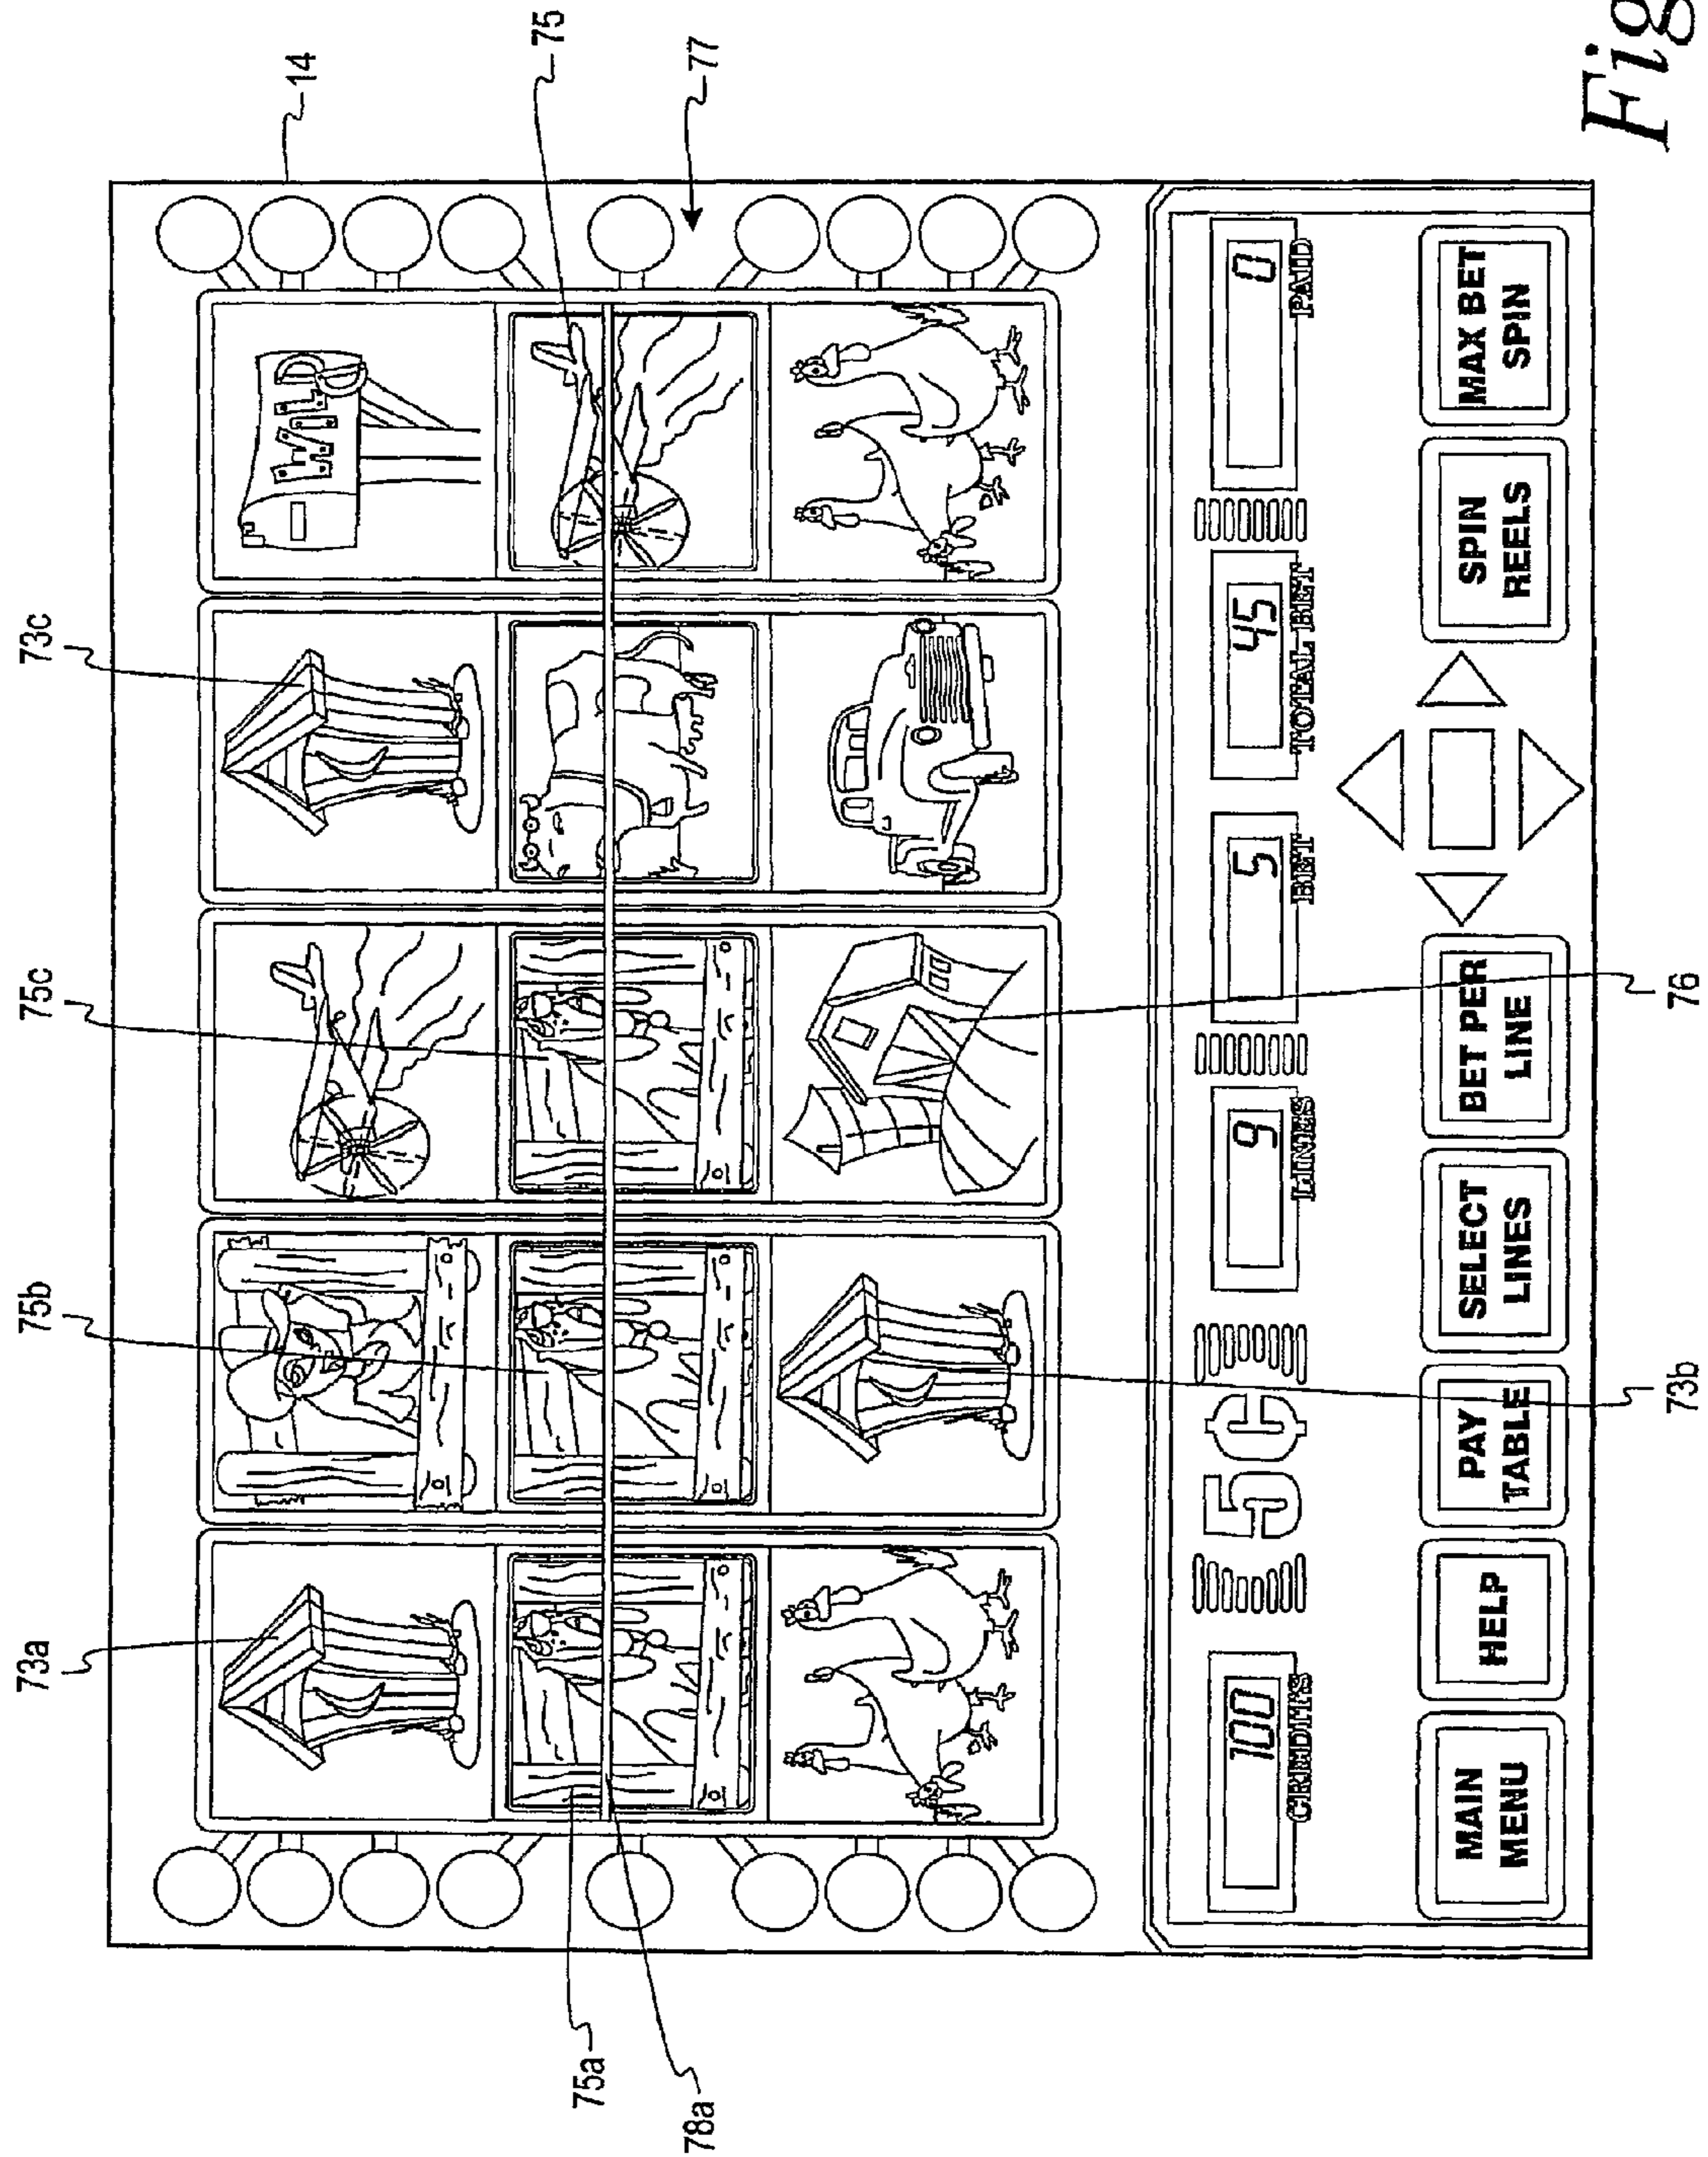 73a
75b
75c
73c
14
75
77
WILD
75a
78a
100
CREDITS
5¢
9
LINES
5
BET
45
TOTAL BET
0
PAID
MAIN
MENU
HELP
PAY
TABLE
SELECT
LINES
BET PER
LINE
SPIN
REELS
MAX BET
SPIN
73b
76
Fig